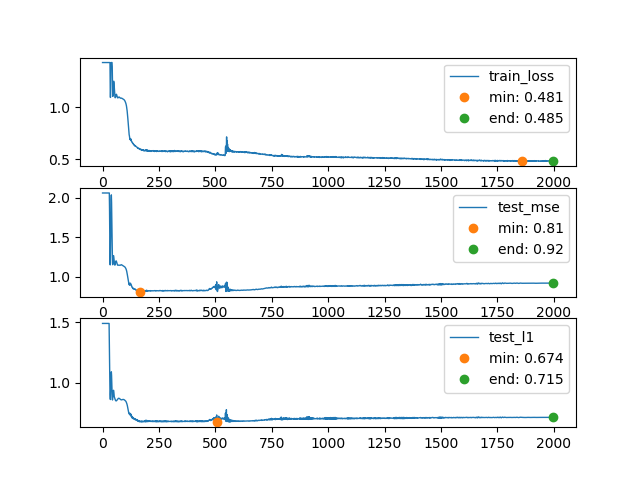 train_loss
min: 0.481
end: 0.485
1.0
0.5
0 250 500 750 1000 1250 1500 1750 2000
test_mse
min: 0.81
end: 0.92
2.0
1.5
1.0
0 250 500 750 1000 1250 1500 1750 2000
test_l1
min: 0.674
end: 0.715
1.5
1.0
0 250 500 750 1000 1250 1500 1750 2000